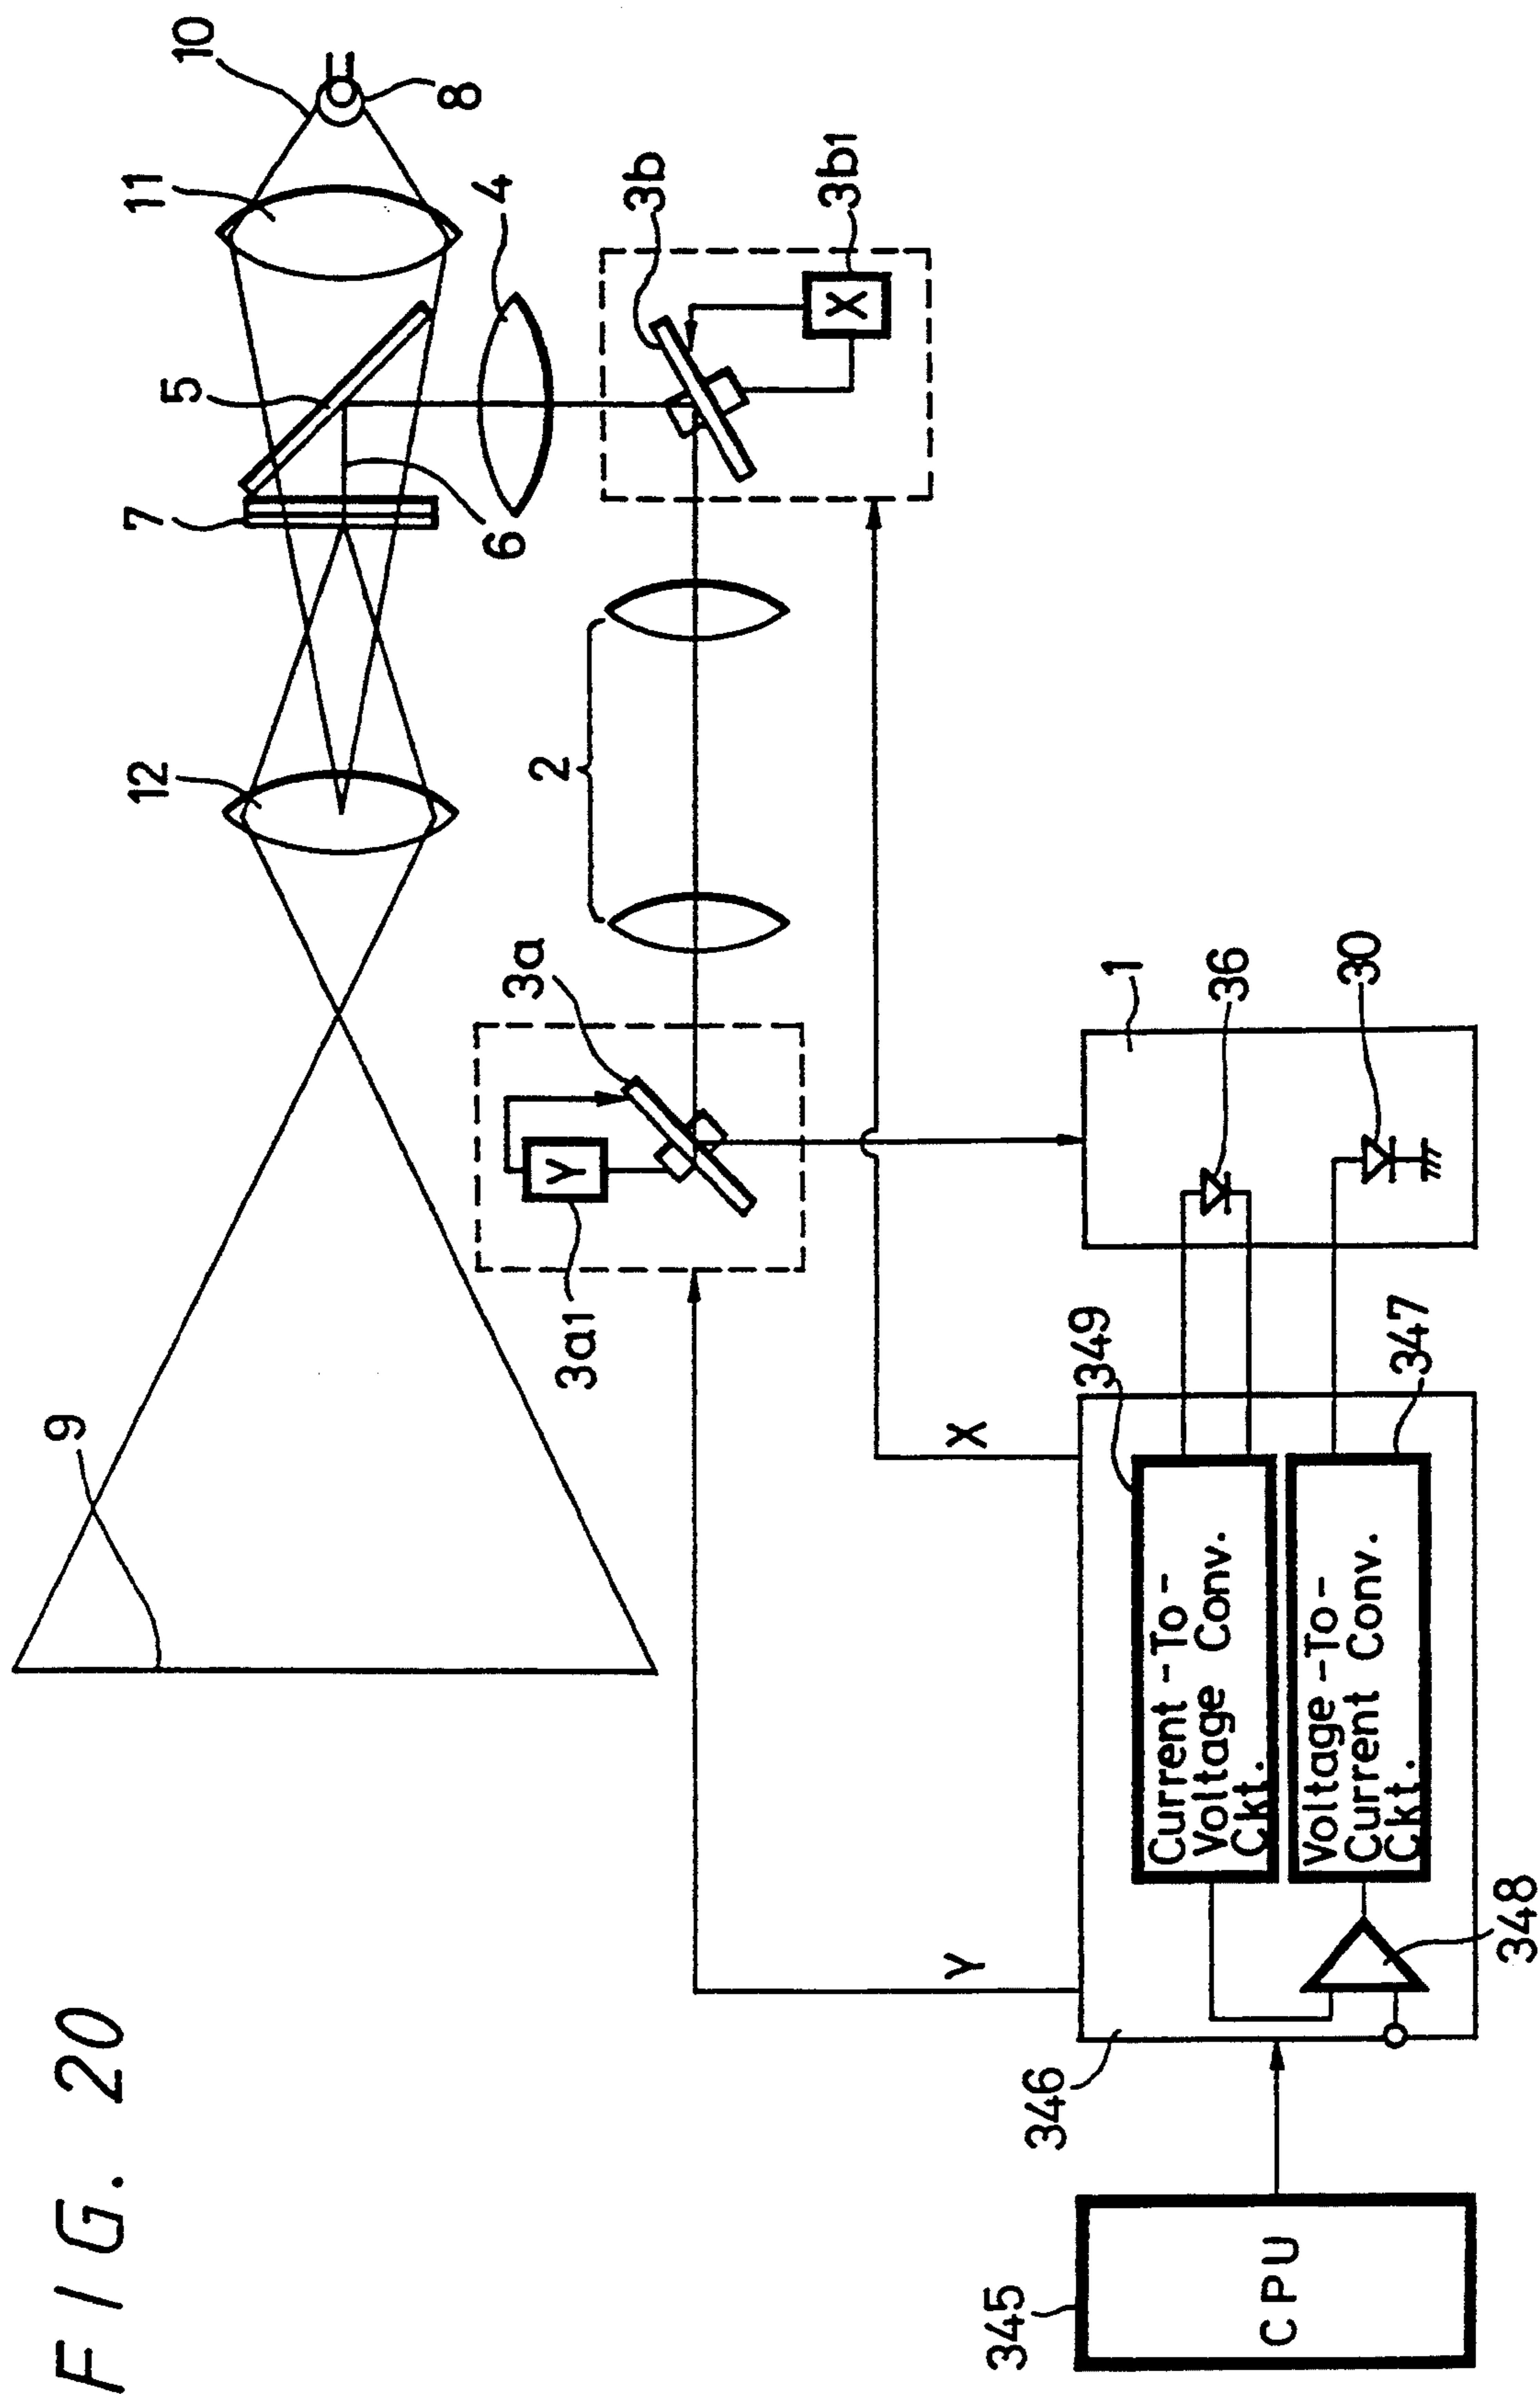 FIG. 20
9
12
7
5
11
10
8
6
4
3a1
Y
3a
2
3b
X
3b1
Y
X
1
36
30
349
Current-To-
Voltage Conv.
Ckt.
Voltage-To-
Current Conv.
Ckt.
347
348
346
345
CPU